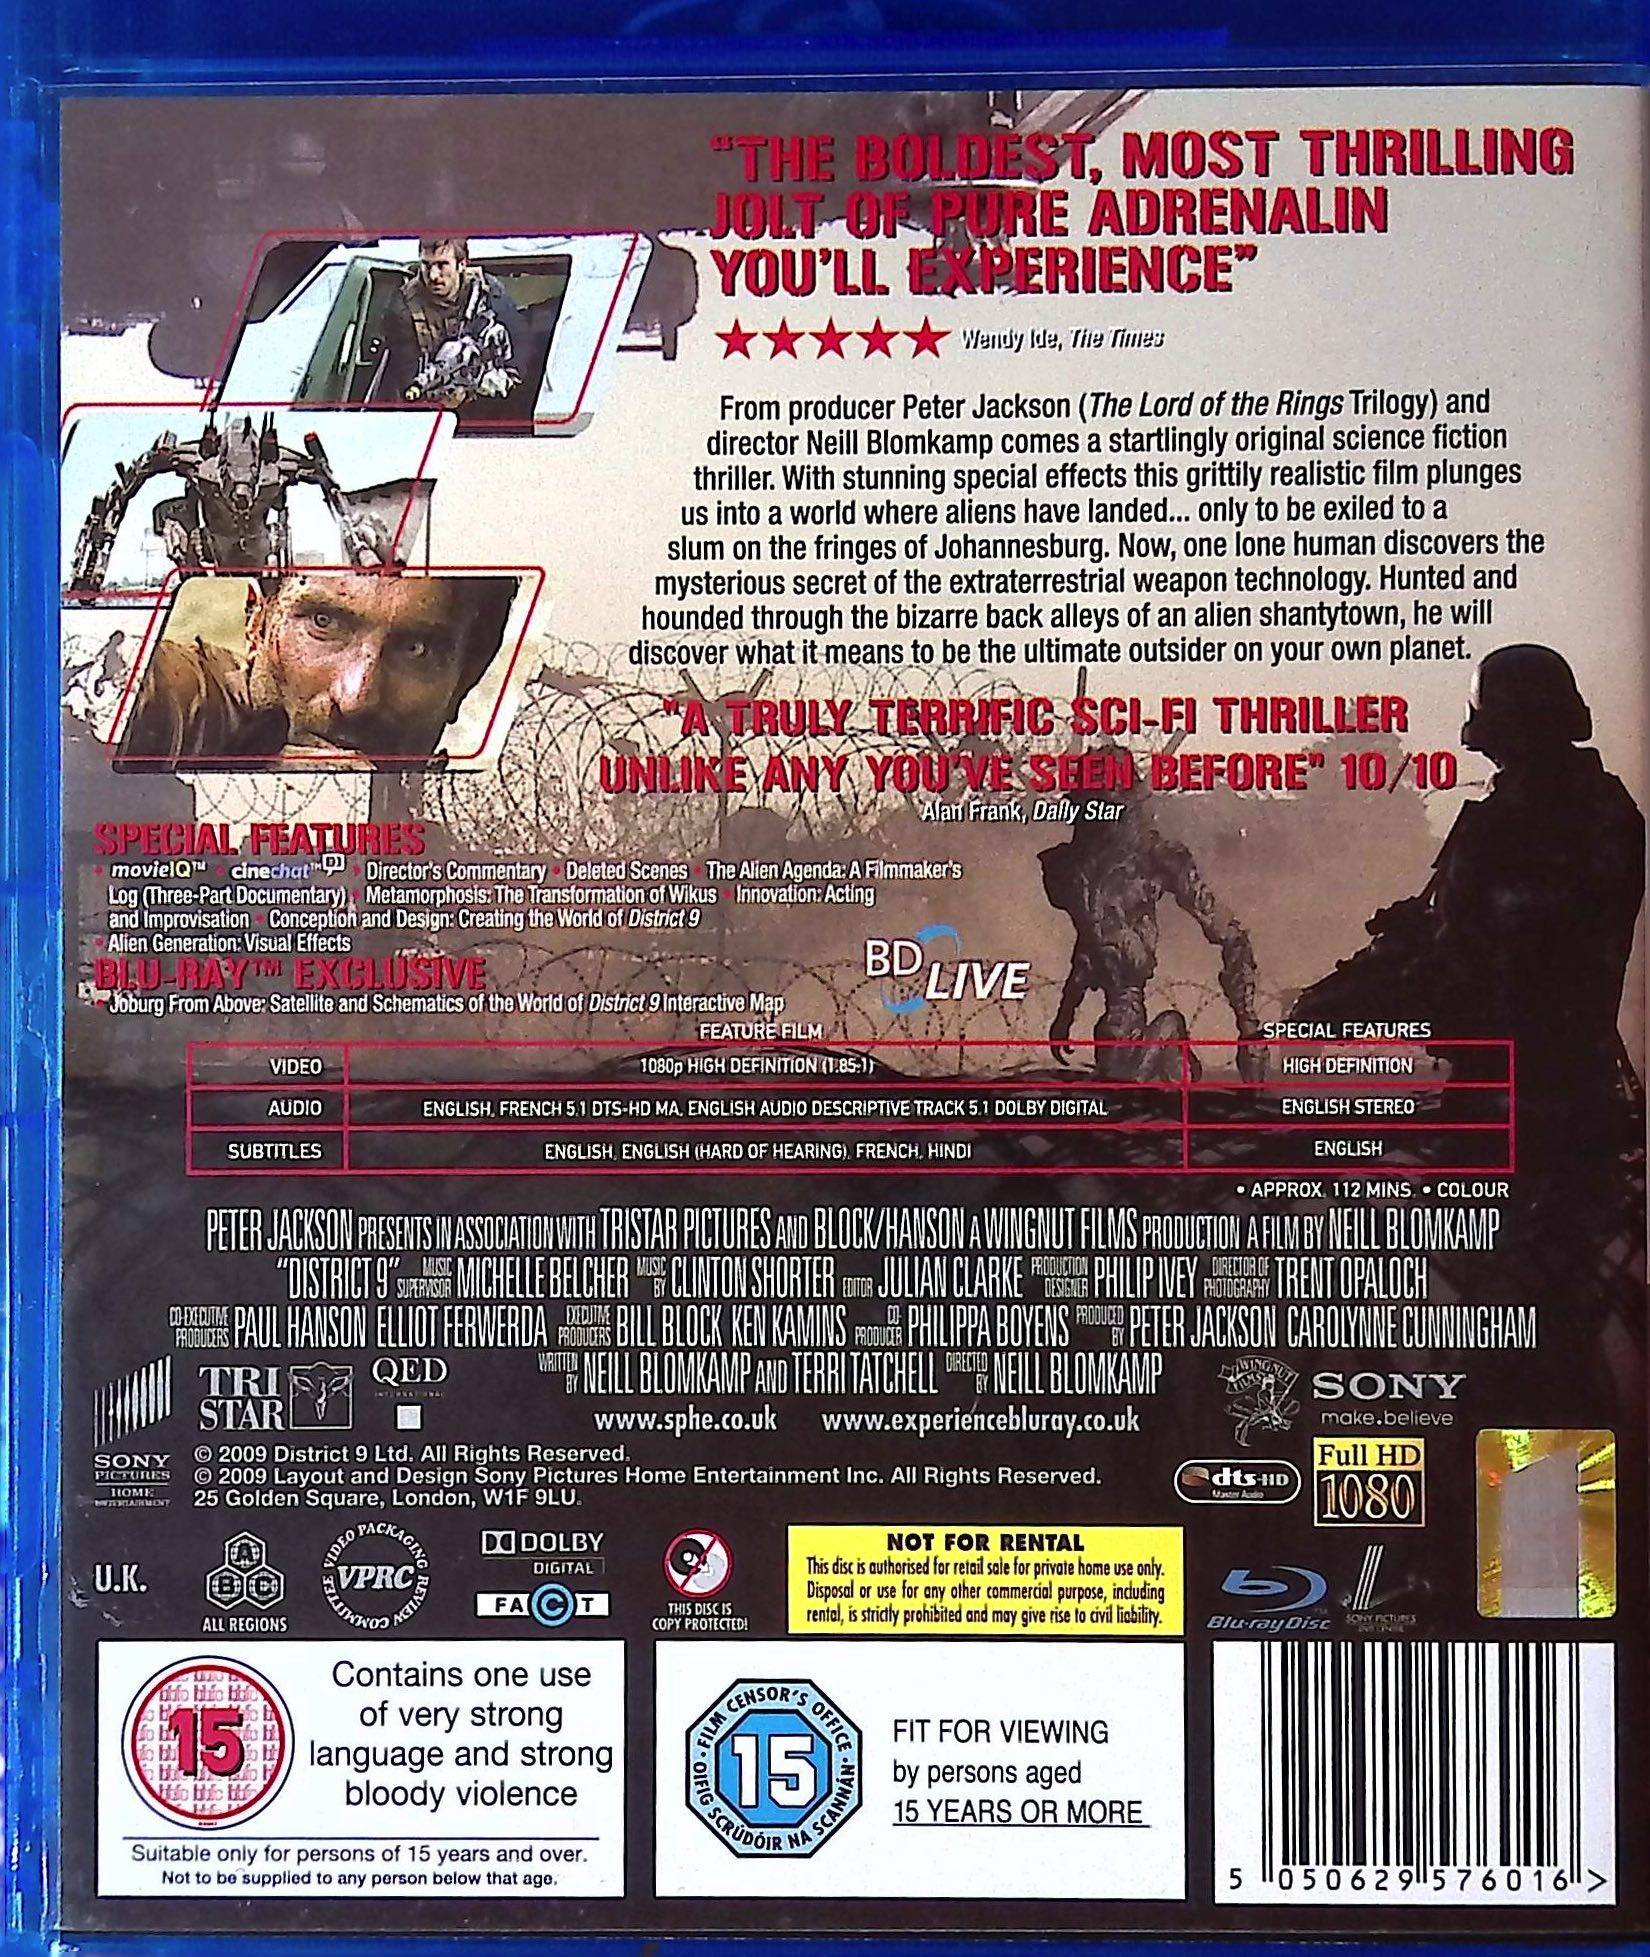 "THE BOLDEST, MOST THRILLING
JOLT OF PURE ADRENALIN
YOU'LL EXPERIENCE"
Wendy Ide, The Times
From producer Peter Jackson (The Lord of the Rings Trilogy) and
director Neill Blomkamp comes a startlingly original science fiction
thriller. With stunning special effects this grittily realistic film plunges
us into a world where aliens have landed... only to be exiled to a
slum on the fringes of Johannesburg. Now, one lone human discovers the
mysterious secret of the extraterrestrial weapon technology. Hunted and
hounded through the bizarre back alleys of an alien shantytown, he will
discover what it means to be the ultimate outsider on your own planet.
"A TRULY TERRIFIC SCI-FI THRILLER
UNLIKE ANY YOU'VE SEEN BEFORE" 10/10
Alan Frank, Daily Star
SPECIAL FEATURES
• movieIQ™ • cinechat™ • Director's Commentary • Deleted Scenes • The Alien Agenda: A Filmmaker's
Log (Three-Part Documentary) • Metamorphosis: The Transformation of Wikus • Innovation: Acting
and Improvisation • Conception and Design: Creating the World of District 9
• Alien Generation: Visual Effects
BLU-RAY™ EXCLUSIVE
• Joburg From Above: Satellite and Schematics of the World of District 9 Interactive Map
BD LIVE
FEATURE FILM SPECIAL FEATURES
VIDEO 1080p HIGH DEFINITION (1.85:1) HIGH DEFINITION
AUDIO ENGLISH, FRENCH 5.1 DTS-HD MA, ENGLISH AUDIO DESCRIPTIVE TRACK 5.1 DOLBY DIGITAL ENGLISH STEREO
SUBTITLES ENGLISH, ENGLISH (HARD OF HEARING), FRENCH, HINDI ENGLISH
• APPROX. 112 MINS. • COLOUR
PETER JACKSON PRESENTS IN ASSOCIATION WITH TRISTAR PICTURES AND BLOCK/HANSON A WINGNUT FILMS PRODUCTION A FILM BY NEILL BLOMKAMP
"DISTRICT 9" MUSIC SUPERVISOR MICHELLE BELCHER MUSIC BY CLINTON SHORTER EDITOR JULIAN CLARKE PRODUCTION DESIGNER PHILIP IVEY DIRECTOR OF PHOTOGRAPHY TRENT OPALOCH
CO-EXECUTIVE PRODUCERS PAUL HANSON ELLIOT FERWERDA EXECUTIVE PRODUCERS BILL BLOCK KEN KAMINS CO-PRODUCER PHILIPPA BOYENS PRODUCED BY PETER JACKSON CAROLYNNE CUNNINGHAM
WRITTEN BY NEILL BLOMKAMP AND TERRI TATCHELL DIRECTED BY NEILL BLOMKAMP
TRI
STAR
QED
INTERNATIONAL
WINGNUT
FILMS
SONY
make.believe
www.sphe.co.uk www.experiencebluray.co.uk
SONY
PICTURES
HOME
ENTERTAINMENT
© 2009 District 9 Ltd. All Rights Reserved.
© 2009 Layout and Design Sony Pictures Home Entertainment Inc. All Rights Reserved.
25 Golden Square, London, W1F 9LU.
dts-HD
Master Audio
Full HD
1080
U.K.
A
B C
ALL REGIONS
VIDEO PACKAGING REVIEW COMMITTEE
VPRC
DOLBY
DIGITAL
FACT
THIS DISC IS
COPY PROTECTED!
NOT FOR RENTAL
This disc is authorised for retail sale for private home use only.
Disposal or use for any other commercial purpose, including
rental, is strictly prohibited and may give rise to civil liability.
Blu-ray Disc
SONY PICTURES
15
Contains one use
of very strong
language and strong
bloody violence
Suitable only for persons of 15 years and over.
Not to be supplied to any person below that age.
FILM CENSOR'S OFFICE
OIFIG SCRÚDÓIR NA SCANNÁN
15
FIT FOR VIEWING
by persons aged
15 YEARS OR MORE
5 050629 576016 >